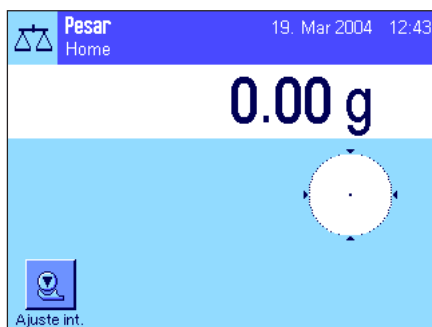 Pesar
19. Mar 2004 12:43
Home
0.00 g
Ajuste int.